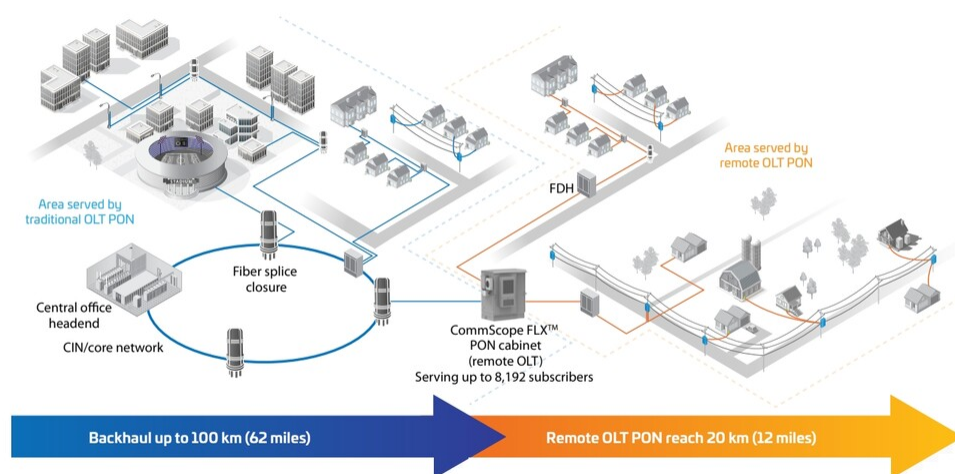 Area served by
remote OLT PON
FDH
Area served by
traditional OLT PON
Fiber splice
closure
Central office
headend
CIN/core network
CommScope FLX™
PON cabinet
(remote OLT)
Serving up to 8,192 subscribers
Backhaul up to 100 km (62 miles)
Remote OLT PON reach 20 km (12 miles)